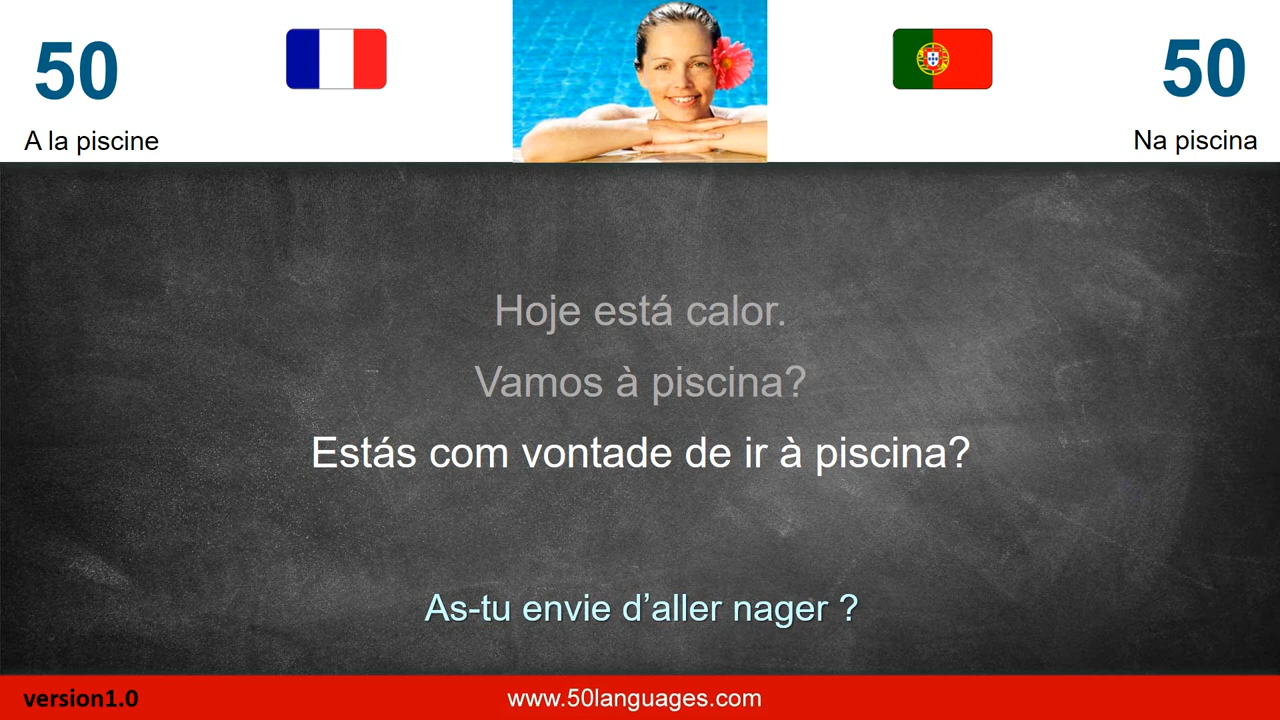 50
50
A la piscine
Na piscina
Hoje está calor.
Vamos à piscina?
Estás com vontade de ir à piscina?
As-tu envie d’aller nager ?
version1.0
www.50languages.com